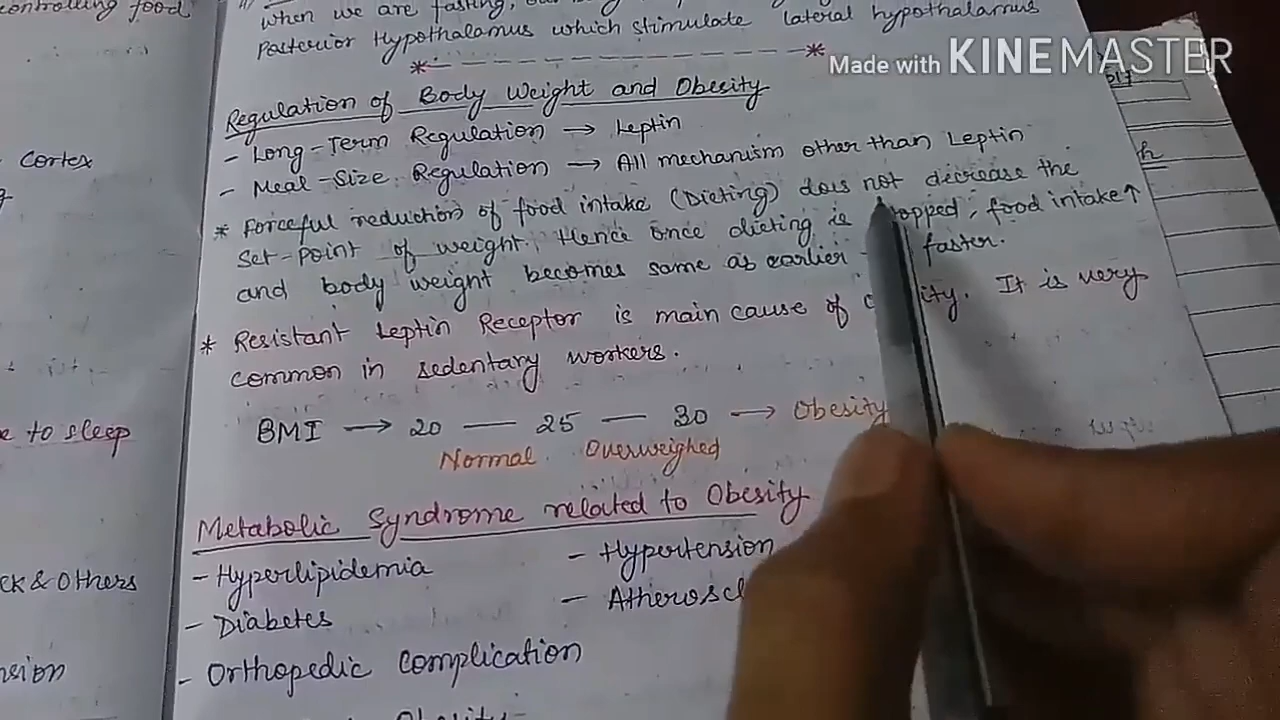 controlling food
when we are fasting,
Posterior Hypothalamus which stimulate lateral hypothalamus
Made with KINEMASTER
Regulation of Body Weight and Obesity
- Long-Term Regulation → Leptin
- Meal-Size Regulation → All mechanism other than Leptin
* Forceful reduction of food intake (Dieting) does not decrease the
set-point of weight. Hence once dieting is opped, food intake↑
and body weight becomes same as earlier faster.
* Resistant Leptin Receptor is main cause of ity. It is very
common in sedentary workers.
BMI → 20 — 25 — 30 → Obesity
Normal Overweighed
Metabolic Syndrome related to Obesity
- Hyperlipidemia - Hypertension
- Diabetes - Atheroscl
- Orthopedic Complication
Cortex
e to sleep
ck & Others
nsion